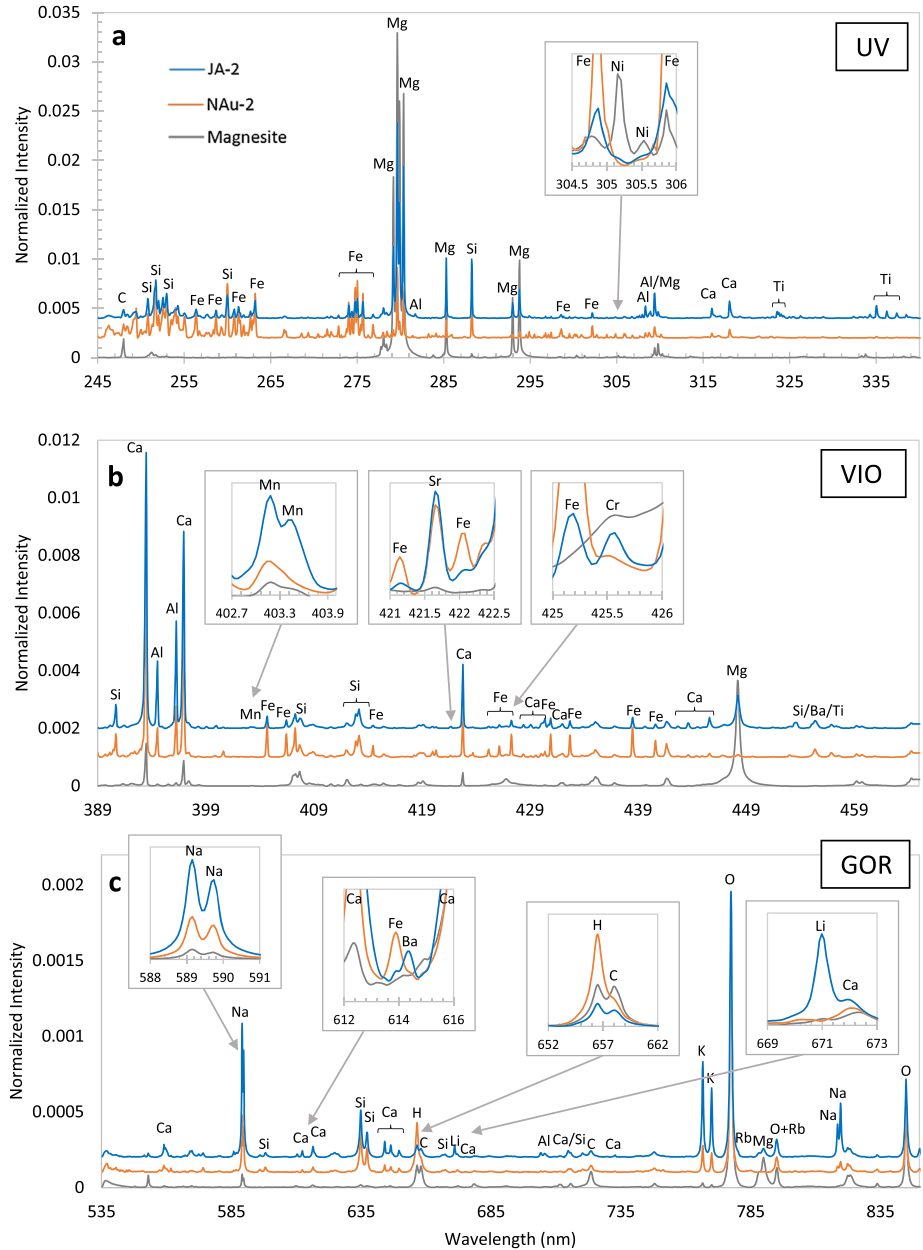 a
UV
JA-2
NAu-2
Magnesite
Normalized Intensity
0.035
0.03
0.025
0.02
0.015
0.01
0.005
0
Mg
Mg
Mg
Mg
Si
Mg
Mg
C
Si
Si
Si
Fe
Fe
Si
Fe
Fe
Fe
Al
Fe
Fe
Al
Al/Mg
Ca
Ca
Ti
Ti
Fe
Ni
Ni
Fe
304.5 305 305.5 306
245 255 265 275 285 295 305 315 325 335
b
VIO
Normalized Intensity
0.012
0.01
0.008
0.006
0.004
0.002
0
Ca
Ca
Al
Al
Si
Mn
Fe
Fe
Si
Si
Fe
Ca
Fe
Ca
Fe
Ca
Fe
Fe
Fe
Ca
Mg
Si/Ba/Ti
Mn
Mn
402.7 403.3 403.9
Sr
Fe
Fe
421 421.5 422 422.5
Fe
Cr
425 425.5 426
389 399 409 419 429 439 449 459
c
GOR
Normalized Intensity
0.002
0.0015
0.001
0.0005
0
Na
Na
588 589 590 591
Ca
Fe
Ba
Ca
612 614 616
H
C
652 657 662
Li
Ca
669 671 673
Ca
Na
Si
Ca
Ca
Si
Si
Ca
H
C
Si
Li
Ca
Al
Ca/Si
C
Ca
K
K
O
Rb
Mg
O+Rb
Na
Na
O
535 585 635 685 735 785 835
Wavelength (nm)